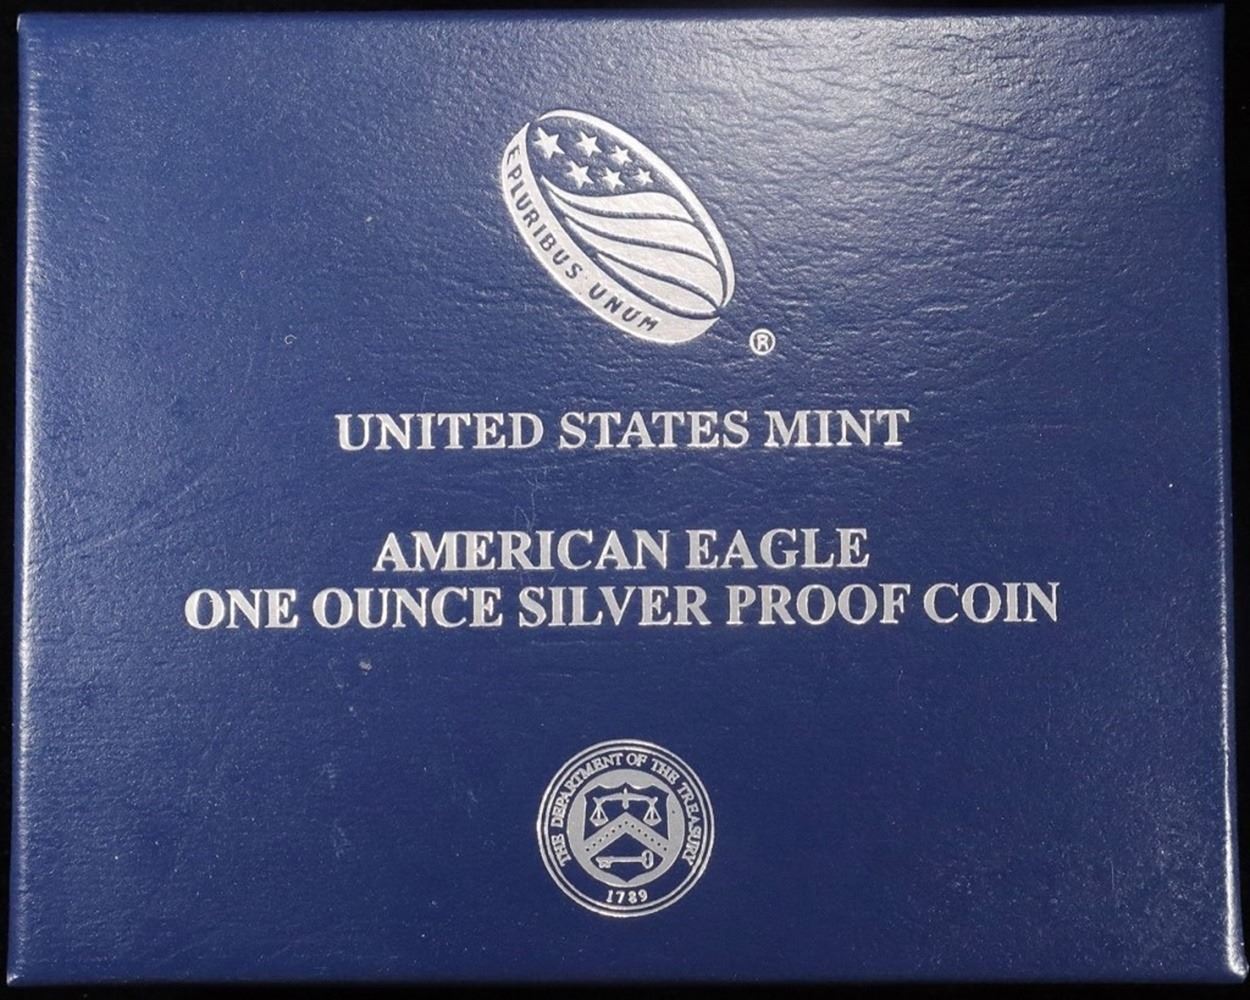 E PLURIBUS UNUM
®
UNITED STATES MINT
AMERICAN EAGLE
ONE OUNCE SILVER PROOF COIN
THE DEPARTMENT OF THE TREASURY
1789